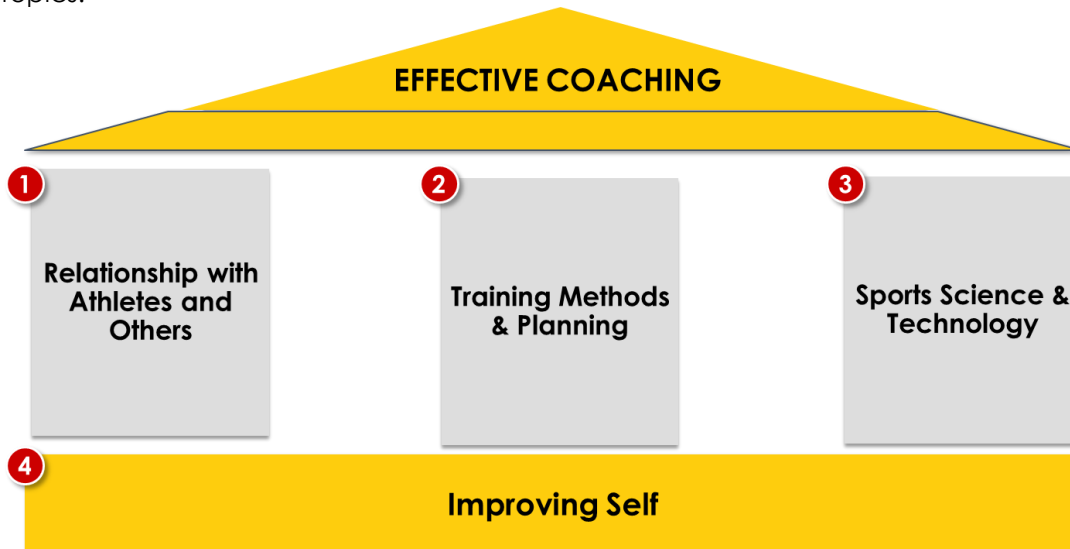 EFFECTIVE COACHING
1
Relationship with
Athletes and
Others
2
Training Methods
& Planning
3
Sports Science &
Technology
4
Improving Self